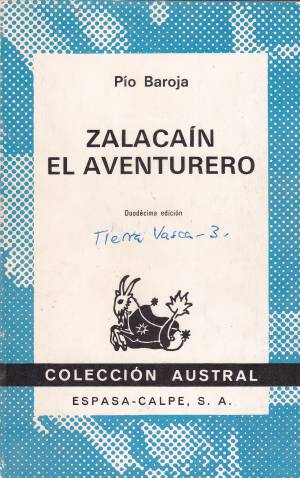 Pío Baroja
ZALACAÍN
EL AVENTURERO
Duodécima edición
Tierra Vasca-3.
COLECCIÓN AUSTRAL
ESPASA-CALPE, S. A.